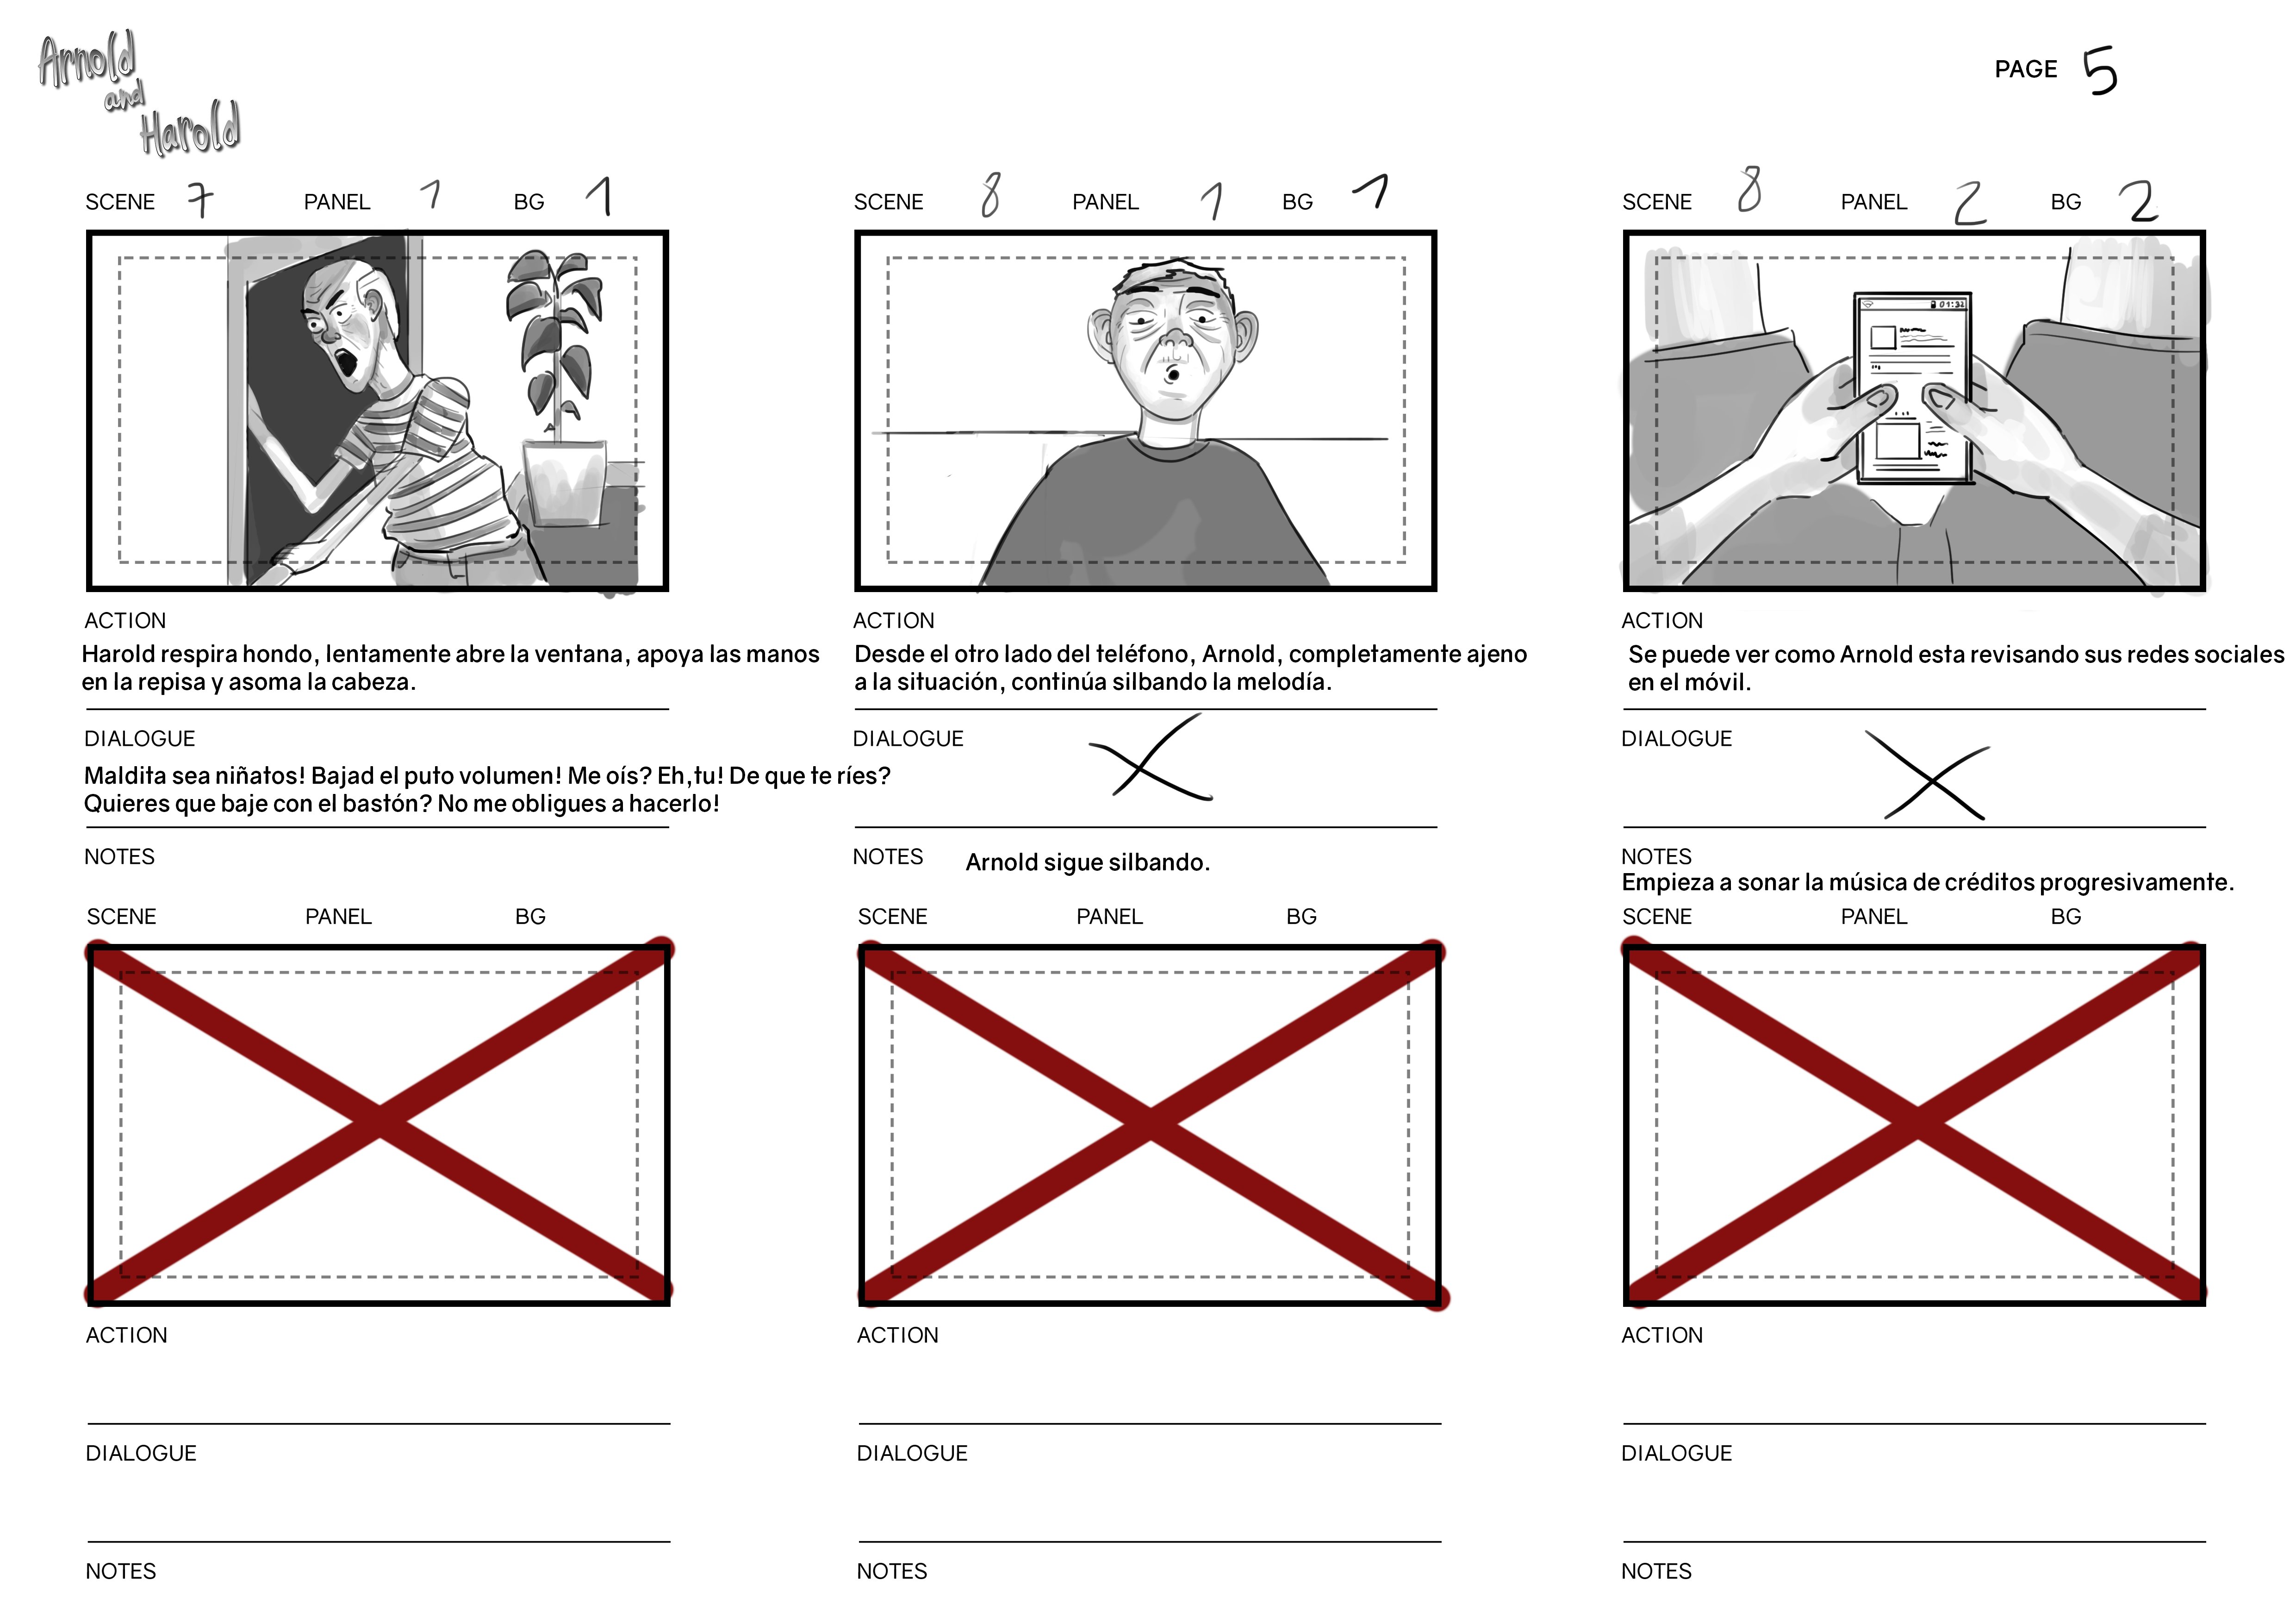 Arnold
and
Harold
PAGE 5
SCENE 7 PANEL 1 BG 1
ACTION
Harold respira hondo, lentamente abre la ventana, apoya las manos
en la repisa y asoma la cabeza.
DIALOGUE
Maldita sea niñatos! Bajad el puto volumen! Me oís? Eh,tu! De que te ríes?
Quieres que baje con el bastón? No me obligues a hacerlo!
NOTES
SCENE 8 PANEL 1 BG 1
ACTION
Desde el otro lado del teléfono, Arnold, completamente ajeno
a la situación, continúa silbando la melodía.
DIALOGUE
NOTES Arnold sigue silbando.
SCENE 8 PANEL 2 BG 2
01:32
ACTION
Se puede ver como Arnold esta revisando sus redes sociales
en el móvil.
DIALOGUE
NOTES
Empieza a sonar la música de créditos progresivamente.
SCENE PANEL BG
ACTION
DIALOGUE
NOTES
SCENE PANEL BG
ACTION
DIALOGUE
NOTES
SCENE PANEL BG
ACTION
DIALOGUE
NOTES